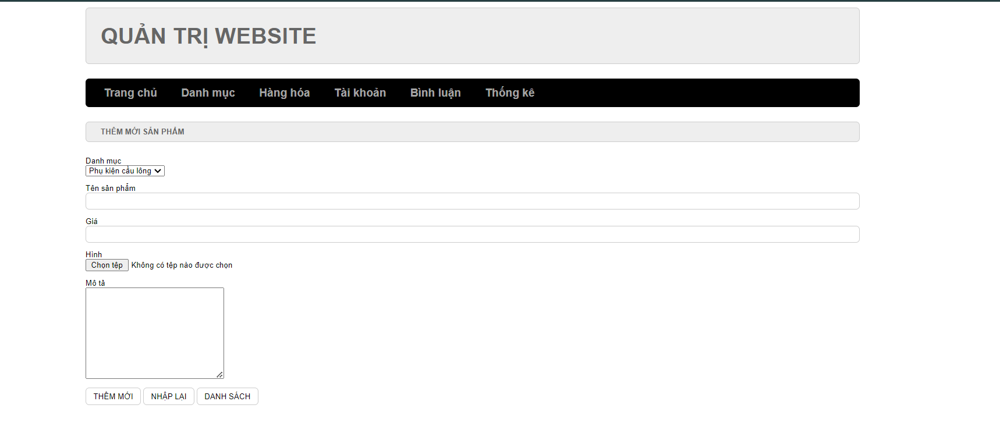 QUẢN TRỊ WEBSITE
Trang chủ Danh mục Hàng hóa Tài khoản Bình luận Thống kê
THÊM MỚI SẢN PHẨM
Danh mục
Phụ kiện cầu lông
Tên sản phẩm
Giá
Hình
Chọn tệp Không có tệp nào được chọn
Mô tả
THÊM MỚI NHẬP LẠI DANH SÁCH